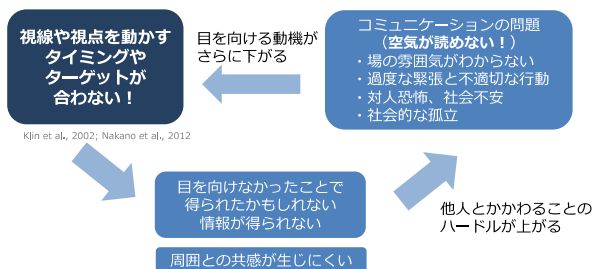 視線や視点を動かす
タイミングや
ターゲットが
合わない！
Klin et al., 2002; Nakano et al., 2012
目を向ける動機が
さらに下がる
コミュニケーションの問題
（空気が読めない！）
・場の雰囲気がわからない
・過度な緊張と不適切な行動
・対人恐怖、社会不安
・社会的な孤立
目を向けなかったことで
得られたかもしれない
情報が得られない
周囲との共感が生じにくい
他人とかかわることの
ハードルが上がる